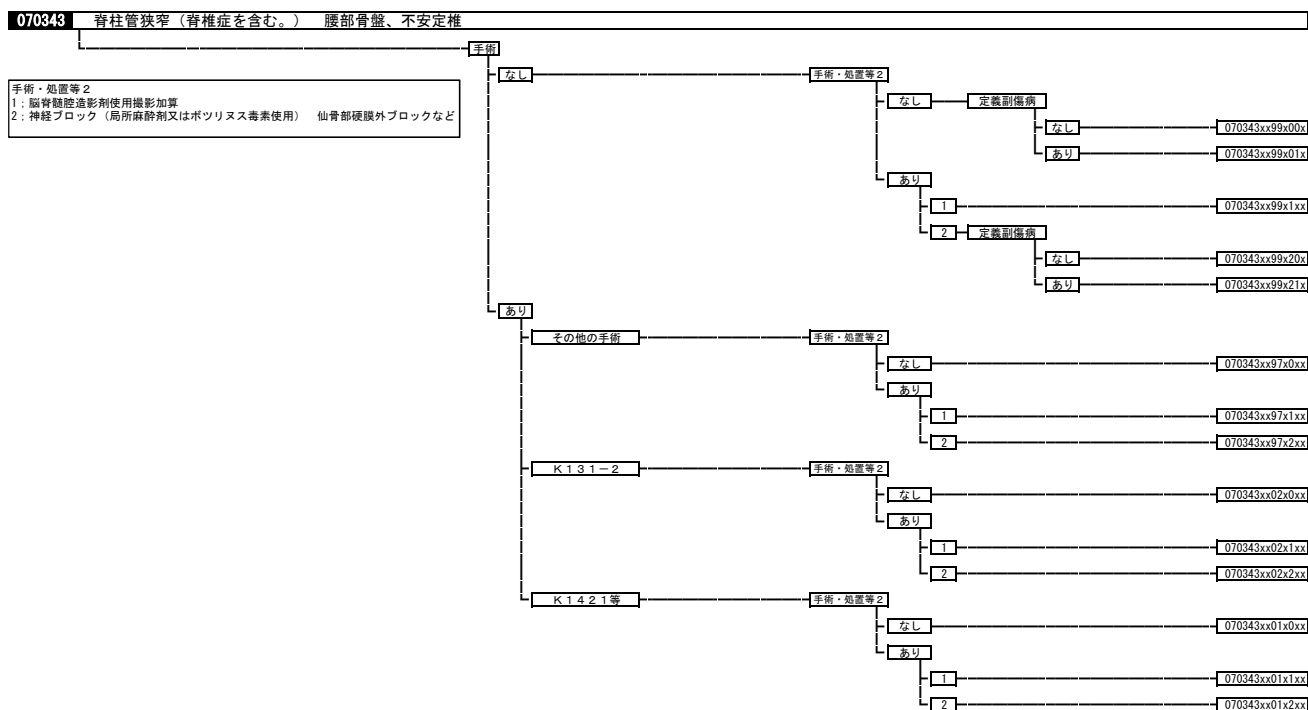 070343 脊柱管狭窄(脊椎症を含む。) 腰部骨盤、不安定椎
手術
なし 手術・処置等2
手術・処置等2
1;脳脊髄腔造影剤使用撮影加算
2;神経ブロック(局所麻酔剤又はボツリヌス毒素使用) 仙骨部硬膜外ブロックなど
なし 定義副傷病
なし 070343xx99x00x
あり 070343xx99x01x
あり
1 070343xx99x1xx
2 定義副傷病
なし 070343xx99x20x
あり 070343xx99x21x
あり
その他の手術 手術・処置等2
なし 070343xx97x0xx
あり
1 070343xx97x1xx
2 070343xx97x2xx
K131-2 手術・処置等2
なし 070343xx02x0xx
あり
1 070343xx02x1xx
2 070343xx02x2xx
K1421等 手術・処置等2
なし 070343xx01x0xx
あり
1 070343xx01x1xx
2 070343xx01x2xx